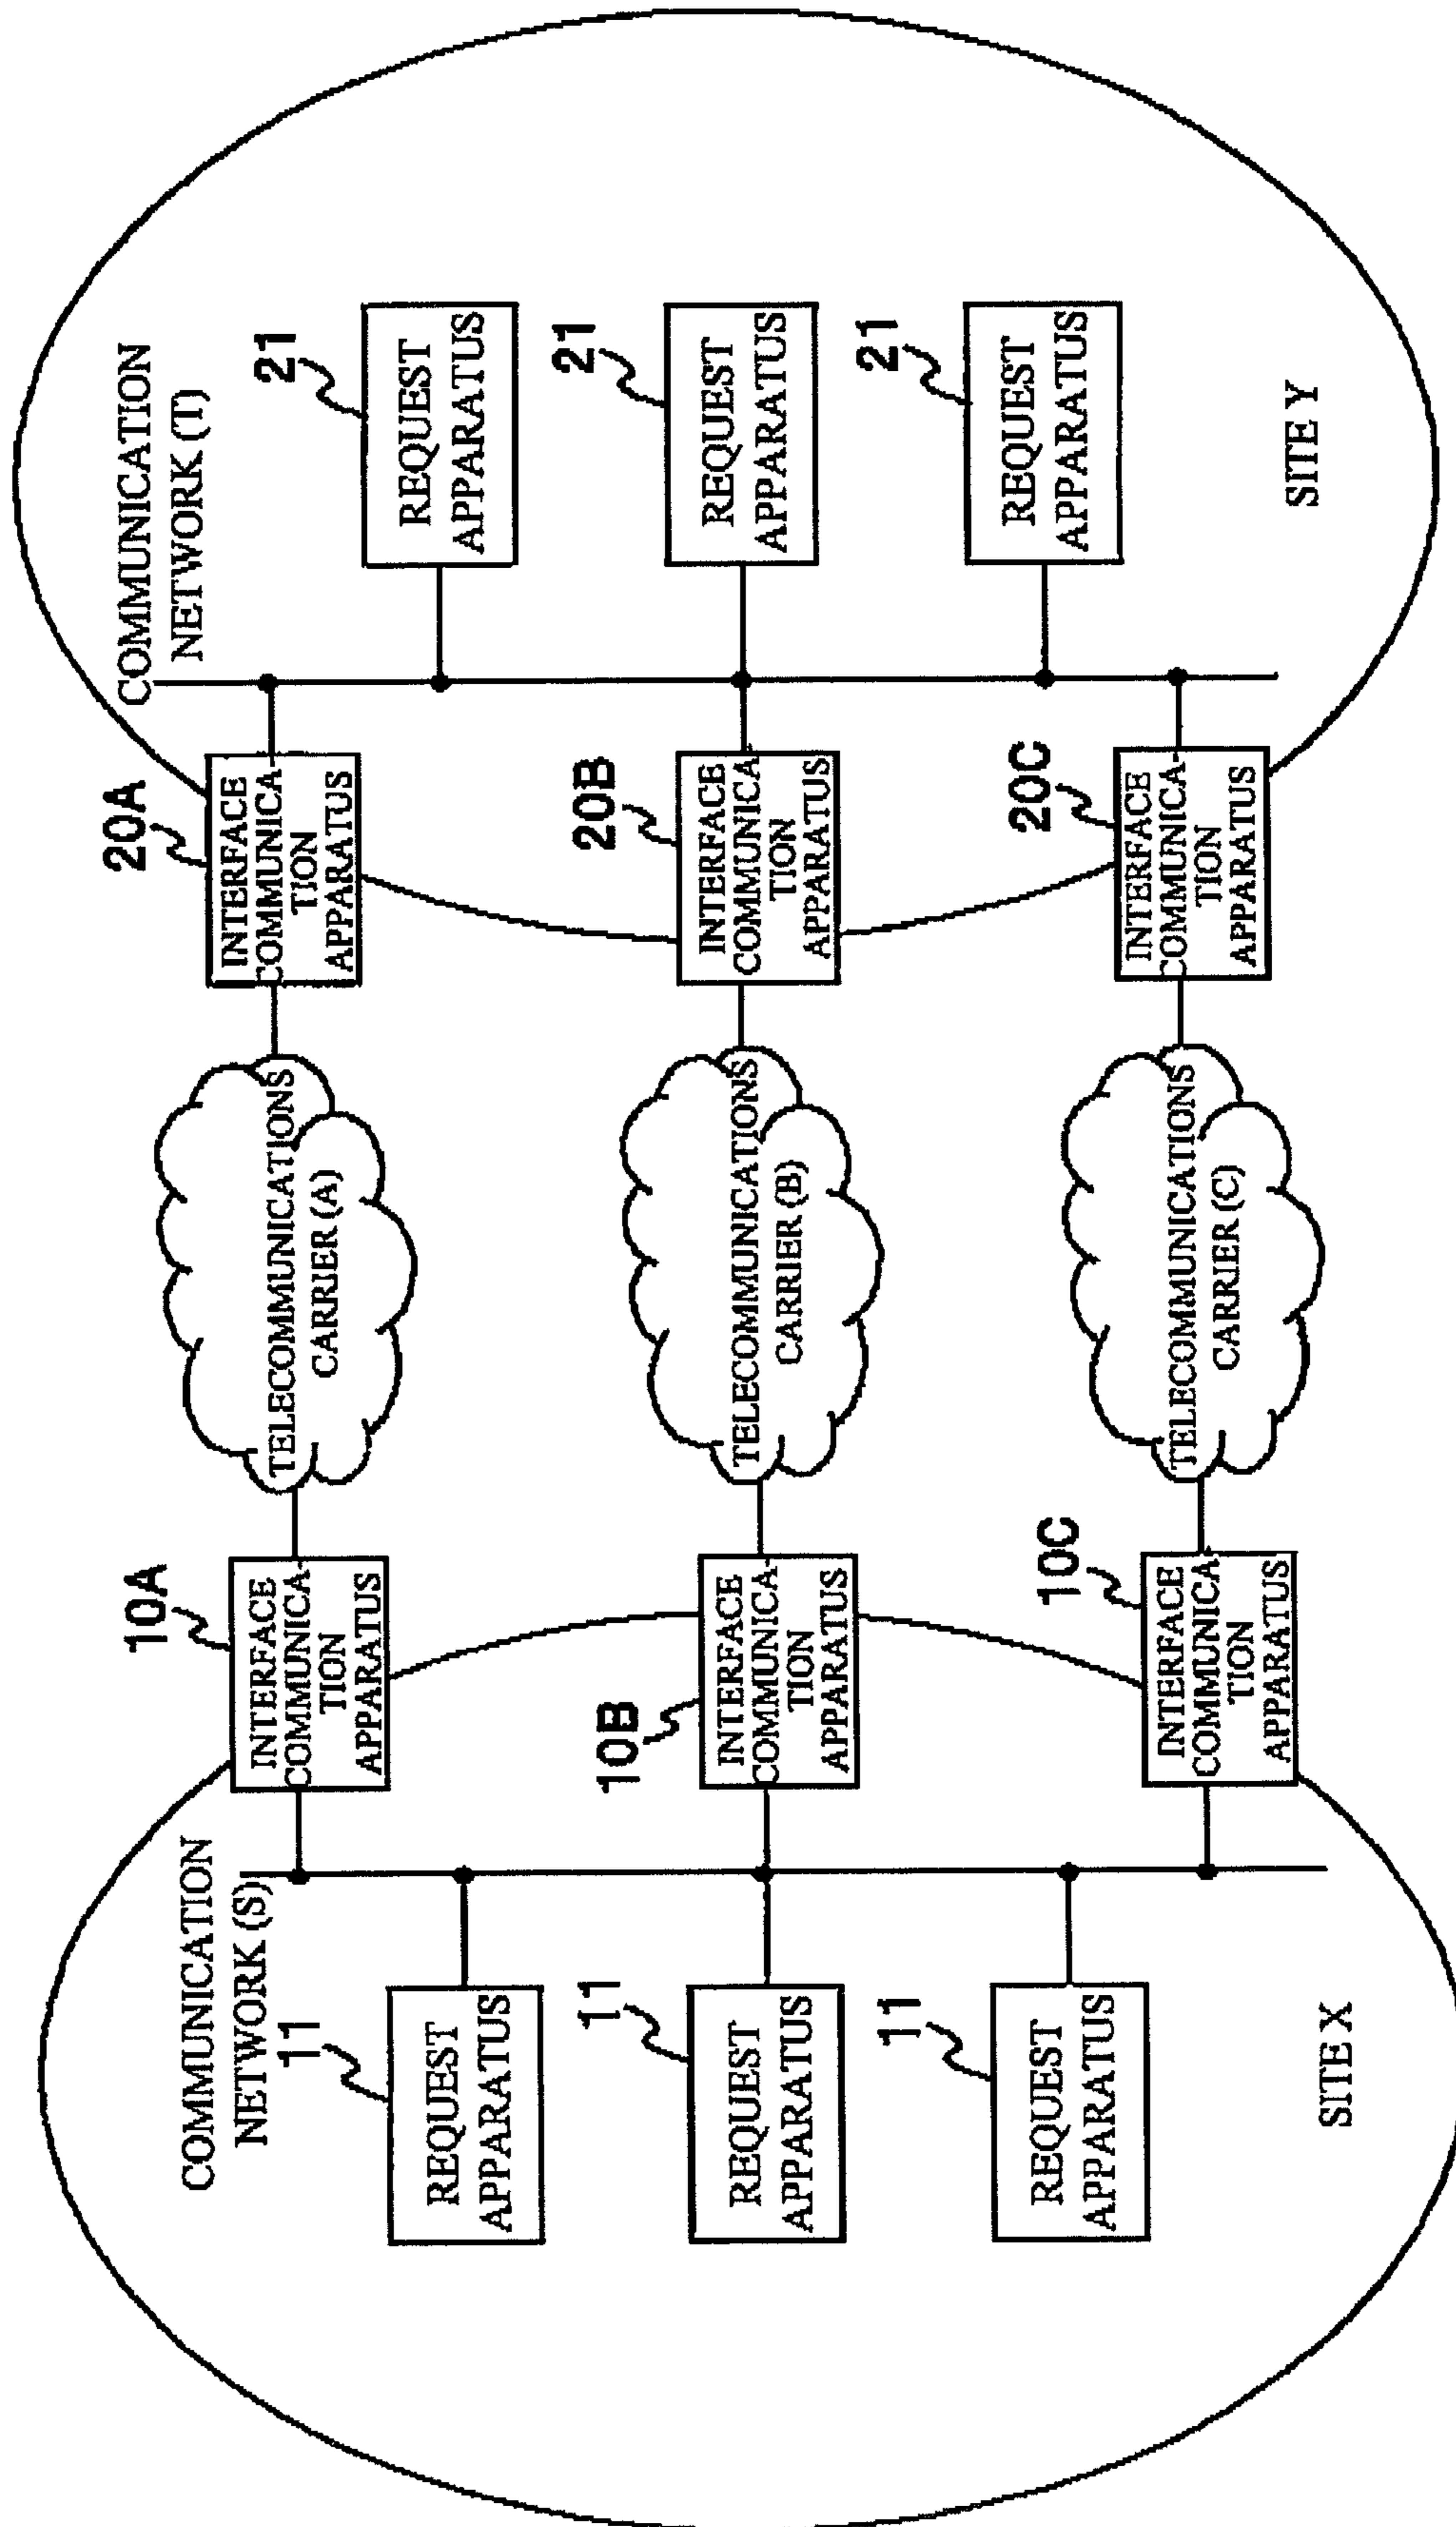 COMMUNICATION
NETWORK (S)
11
REQUEST
APPARATUS
11
REQUEST
APPARATUS
11
REQUEST
APPARATUS
SITE X
10A
INTERFACE
COMMUNICA-
TION
APPARATUS
10B
INTERFACE
COMMUNICA-
TION
APPARATUS
10C
INTERFACE
COMMUNICA-
TION
APPARATUS
TELECOMMUNICATIONS
CARRIER (A)
TELECOMMUNICATIONS
CARRIER (B)
TELECOMMUNICATIONS
CARRIER (C)
20A
INTERFACE
COMMUNICA-
TION
APPARATUS
20B
INTERFACE
COMMUNICA-
TION
APPARATUS
20C
INTERFACE
COMMUNICA-
TION
APPARATUS
COMMUNICATION
NETWORK (T)
21
REQUEST
APPARATUS
21
REQUEST
APPARATUS
21
REQUEST
APPARATUS
SITE Y